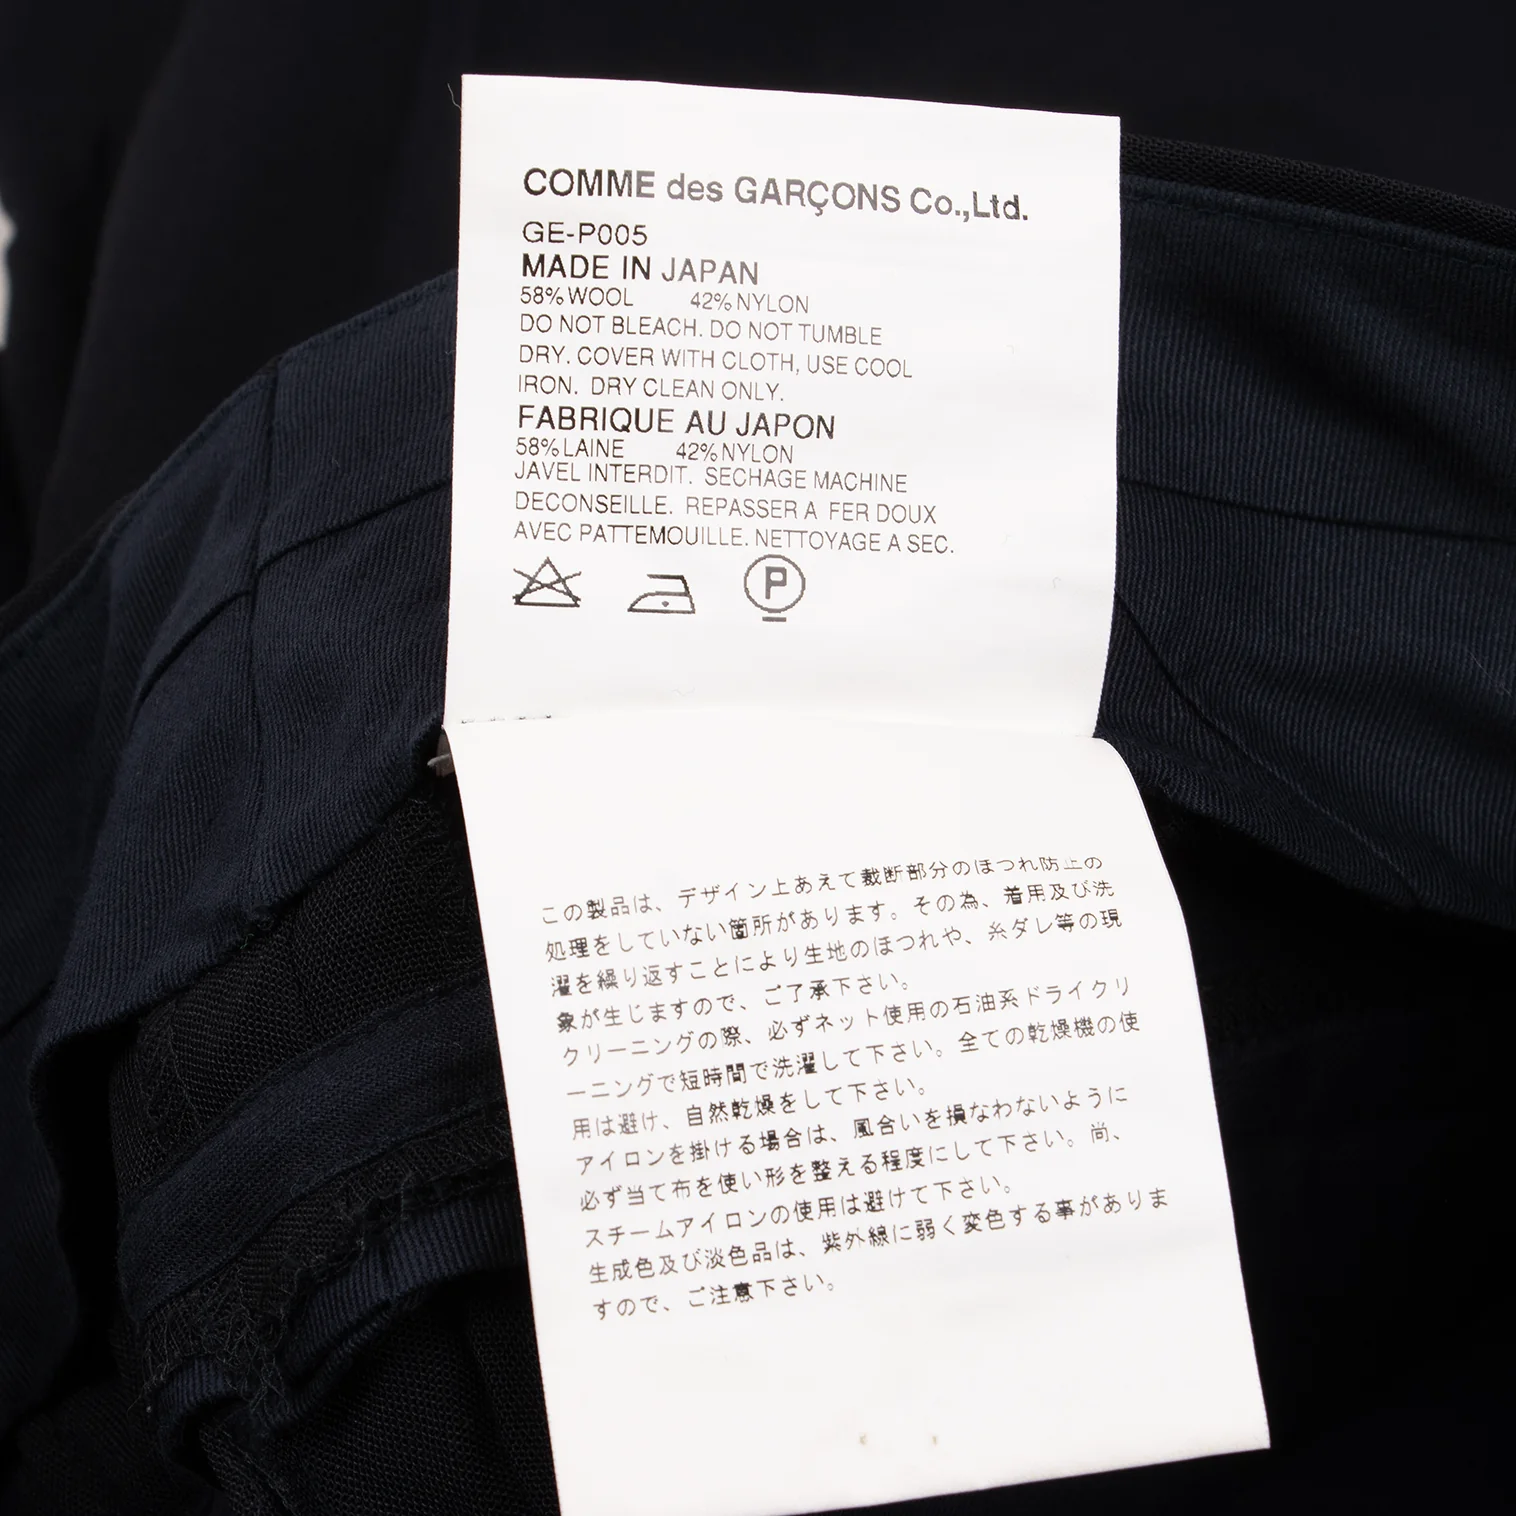 COMME des GARÇONS Co.,Ltd.
GE-P005
MADE IN JAPAN
58% WOOL 42% NYLON
DO NOT BLEACH. DO NOT TUMBLE
DRY. COVER WITH CLOTH, USE COOL
IRON. DRY CLEAN ONLY.
FABRIQUE AU JAPON
58% LAINE 42% NYLON
JAVEL INTERDIT. SECHAGE MACHINE
DECONSEILLE. REPASSER A FER DOUX
AVEC PATTEMOUILLE. NETTOYAGE A SEC.
P
この製品は、デザイン上あえて裁断部分のほつれ防止の
処理をしていない箇所があります。その為、着用及び洗
濯を繰り返すことにより生地のほつれや、糸ダレ等の現
象が生じますので、ご了承下さい。
クリーニングの際、必ずネット使用の石油系ドライクリ
ーニングで短時間で洗濯して下さい。全ての乾燥機の使
用は避け、自然乾燥をして下さい。
アイロンを掛ける場合は、風合いを損なわないように
必ず当て布を使い形を整える程度にして下さい。尚、
スチームアイロンの使用は避けて下さい。
生成色及び淡色品は、紫外線に弱く変色する事がありま
すので、ご注意下さい。